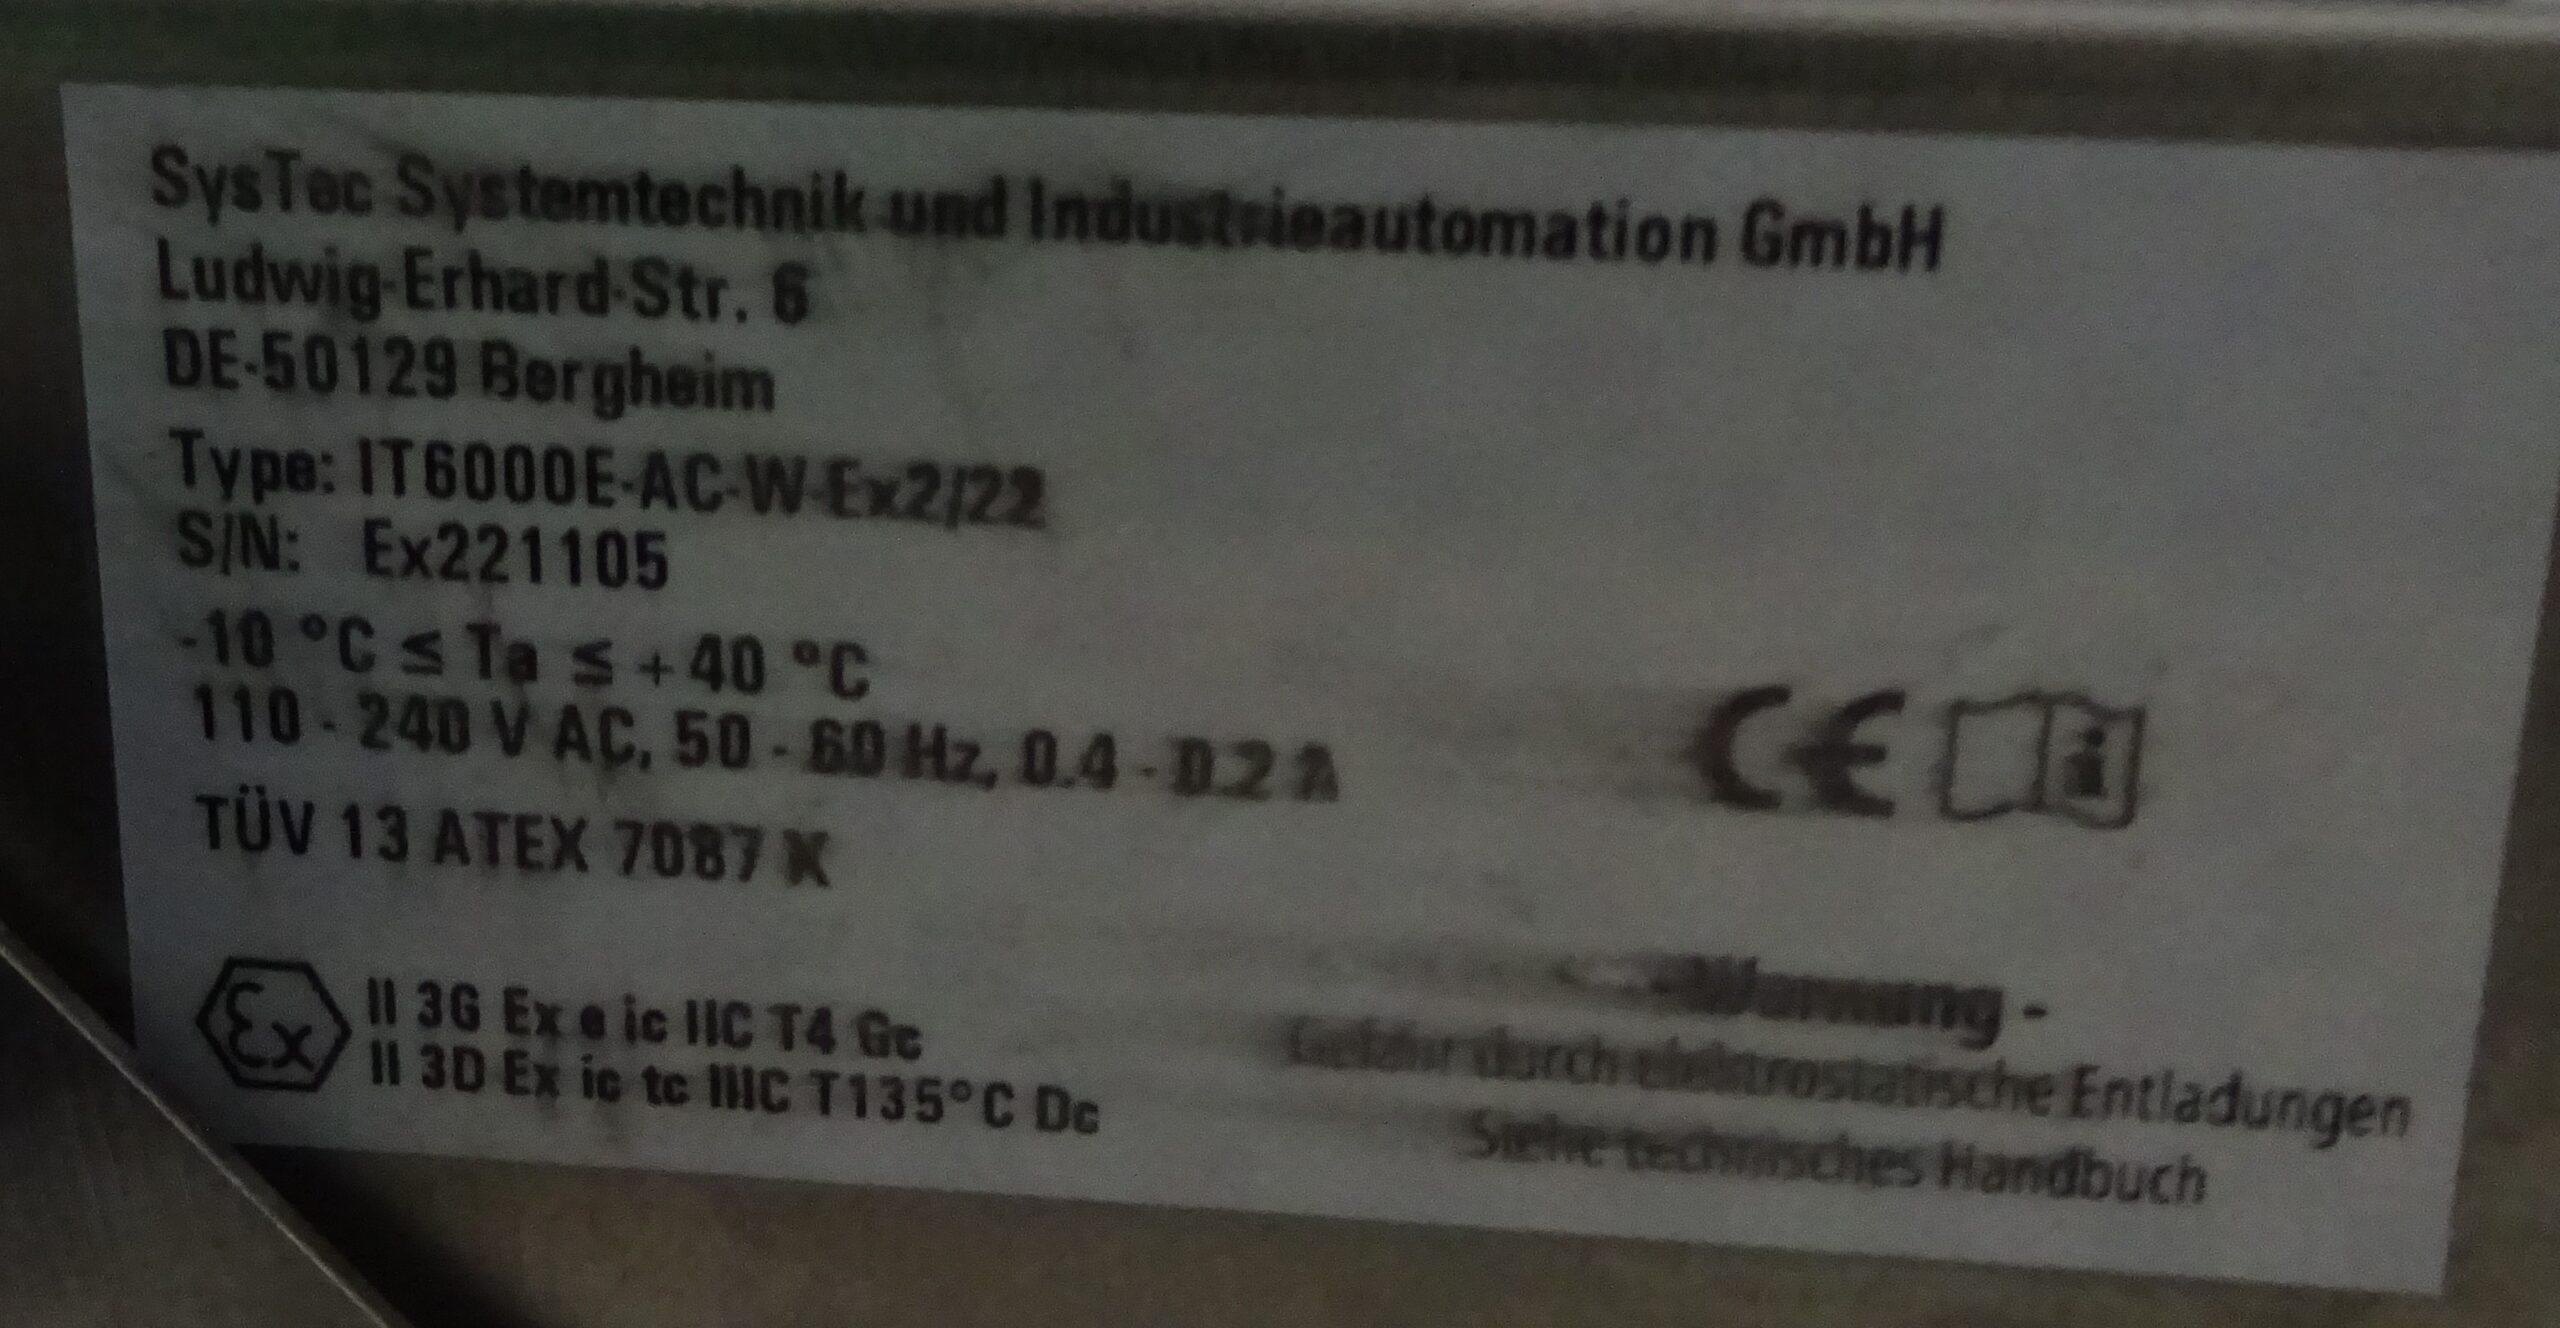 SysTec Systemtechnik und Industrieautomation GmbH
Ludwig-Erhard-Str. 6
DE-50129 Bergheim
Type: IT6000E-AC-W-Ex2/22
S/N: Ex221105
-10 °C ≤ Ta ≤ +40 °C
110 - 240 V AC, 50 - 60 Hz, 0.4 - 0.2 A
CE
TÜV 13 ATEX 7087 X
Ex II 3G Ex e ic IIC T4 Gc
II 3D Ex ic tc IIIC T135°C Dc
- Warnung -
Gefahr durch elektrostatische Entladungen
Siehe technisches Handbuch